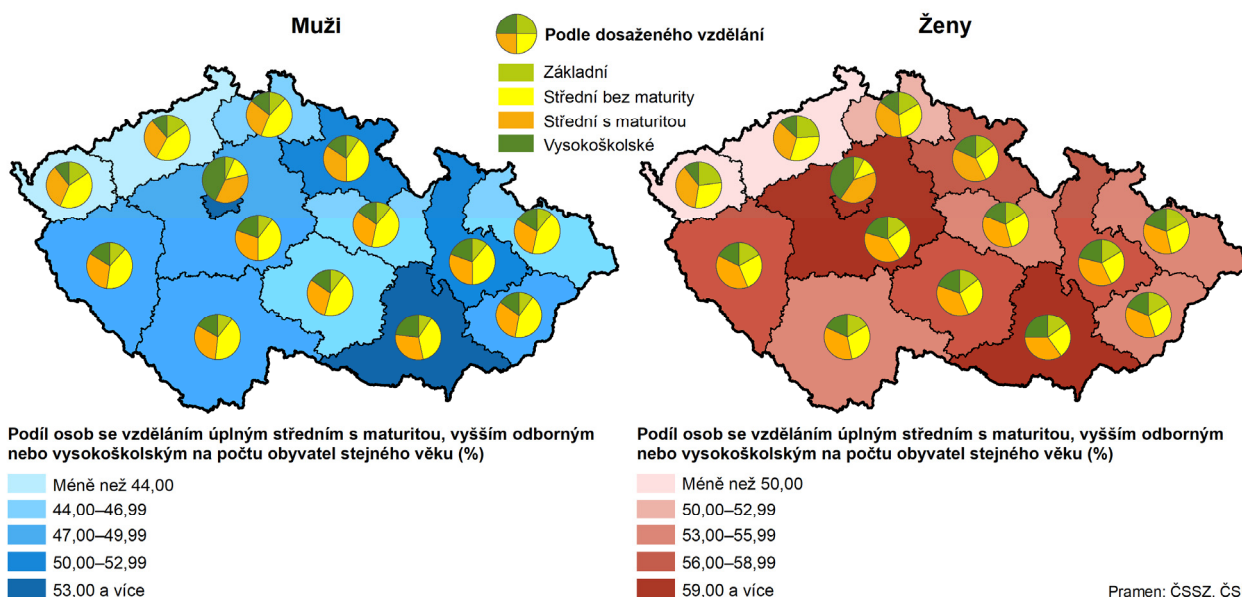 Muži
Podle dosaženého vzdělání
Základní
Střední bez maturity
Střední s maturitou
Vysokoškolské
Ženy
Podíl osob se vzděláním úplným středním s maturitou, vyšším odborným
nebo vysokoškolským na počtu obyvatel stejného věku (%)
Méně než 44,00
44,00–46,99
47,00–49,99
50,00–52,99
53,00 a více
Podíl osob se vzděláním úplným středním s maturitou, vyšším odborným
nebo vysokoškolským na počtu obyvatel stejného věku (%)
Méně než 50,00
50,00–52,99
53,00–55,99
56,00–58,99
59,00 a více
Pramen: ČSSZ, ČS